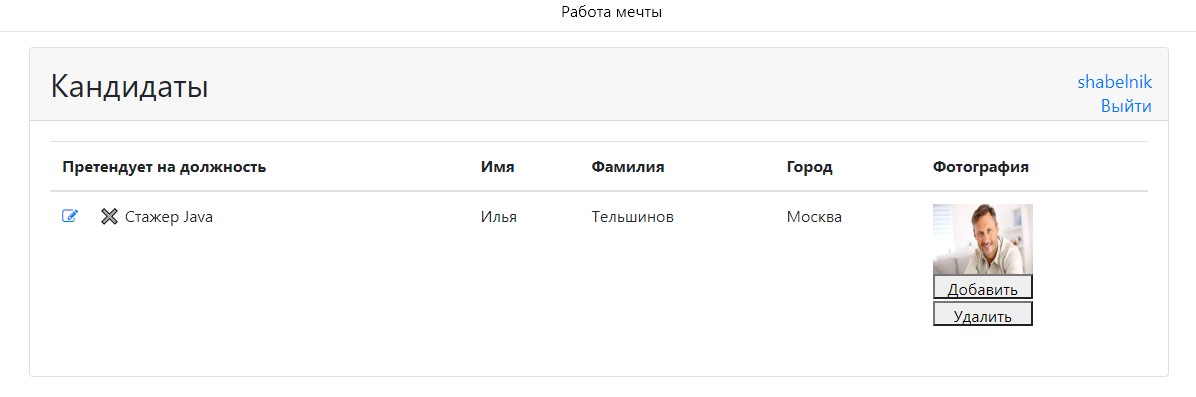 Работа мечты
Кандидаты
shabelnik
Выйти
Претендует на должность Имя Фамилия Город Фотография
Стажер Java Илья Тельшинов Москва
Добавить
Удалить